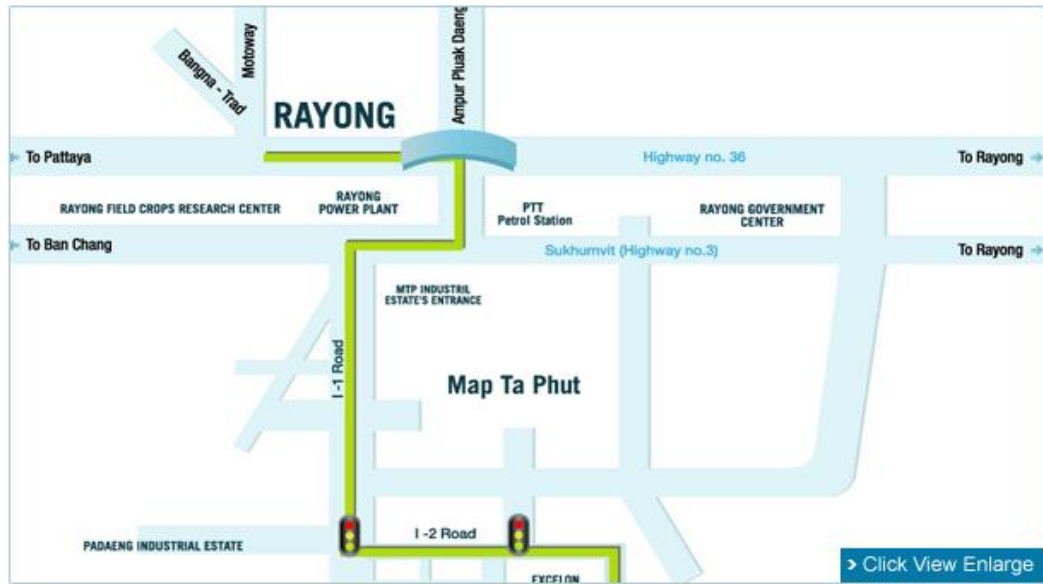 Bangna - Trad
Motoway
Ampur Pluak Daeng
RAYONG
To Pattaya
Highway no. 36
To Rayong
RAYONG FIELD CROPS RESEARCH CENTER
RAYONG
POWER PLANT
PTT
Petrol Station
RAYONG GOVERNMENT
CENTER
To Ban Chang
Sukhumvit (Highway no.3)
To Rayong
MTP INDUSTRIL
ESTATE'S ENTRANCE
I -1 Road
Map Ta Phut
I -2 Road
PADAENG INDUSTRIAL ESTATE
EXCELON
> Click View Enlarge